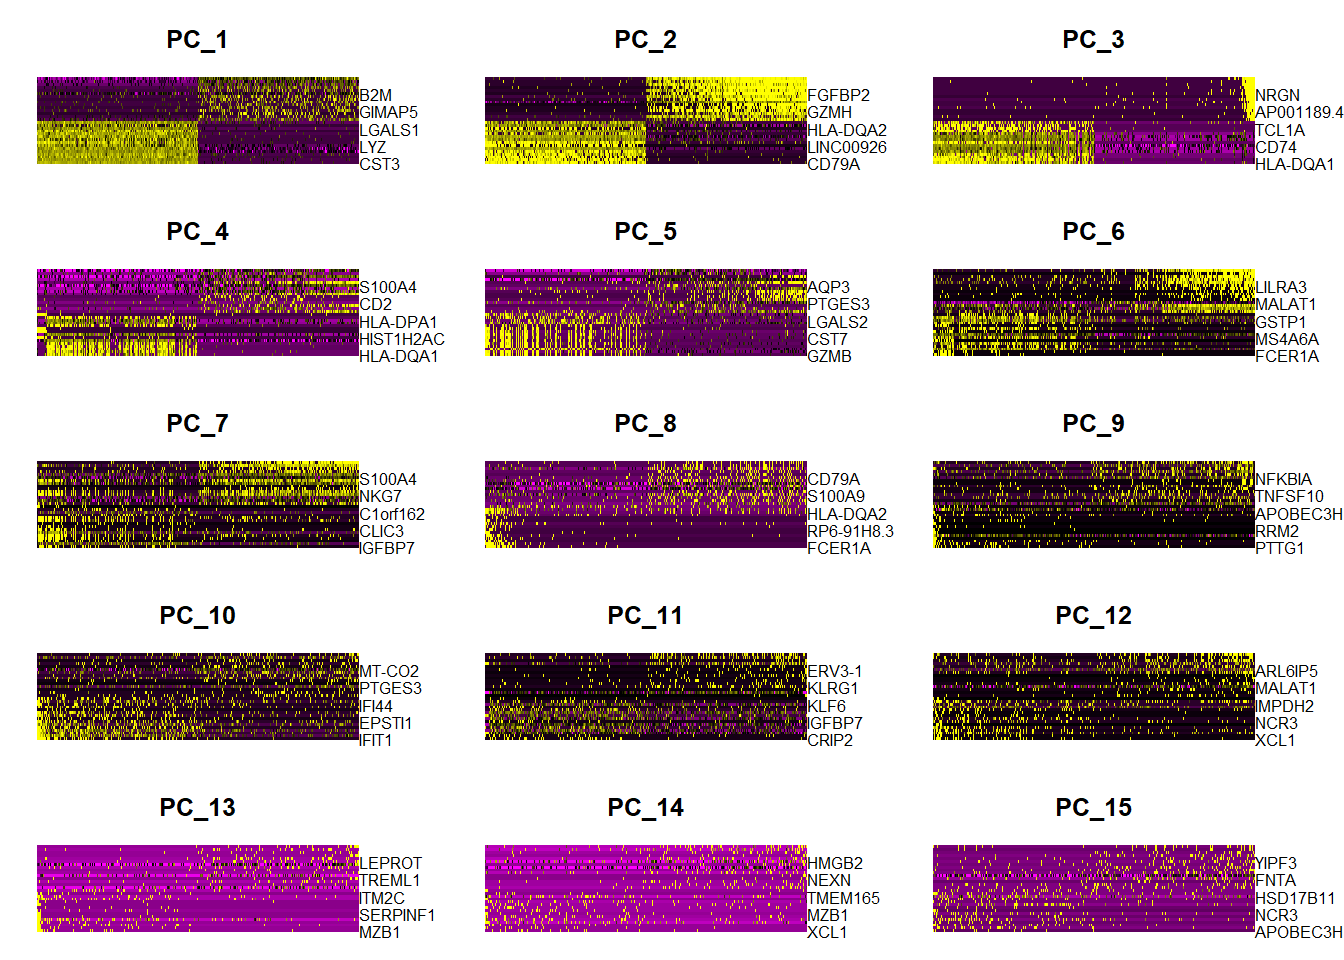 PC_1
B2M
GIMAP5
LGALS1
LYZ
CST3
PC_2
FGFBP2
GZMH
HLA-DQA2
LINC00926
CD79A
PC_3
NRGN
AP001189.4
TCL1A
CD74
HLA-DQA1
PC_4
S100A4
CD2
HLA-DPA1
HIST1H2AC
HLA-DQA1
PC_5
AQP3
PTGES3
LGALS2
CST7
GZMB
PC_6
LILRA3
MALAT1
GSTP1
MS4A6A
FCER1A
PC_7
S100A4
NKG7
C1orf162
CLIC3
IGFBP7
PC_8
CD79A
S100A9
HLA-DQA2
RP6-91H8.3
FCER1A
PC_9
NFKBIA
TNFSF10
APOBEC3H
RRM2
PTTG1
PC_10
MT-CO2
PTGES3
IFI44
EPSTI1
IFIT1
PC_11
ERV3-1
KLRG1
KLF6
IGFBP7
CRIP2
PC_12
ARL6IP5
MALAT1
IMPDH2
NCR3
XCL1
PC_13
LEPROT
TREML1
ITM2C
SERPINF1
MZB1
PC_14
HMGB2
NEXN
TMEM165
MZB1
XCL1
PC_15
YIPF3
FNTA
HSD17B11
NCR3
APOBEC3H